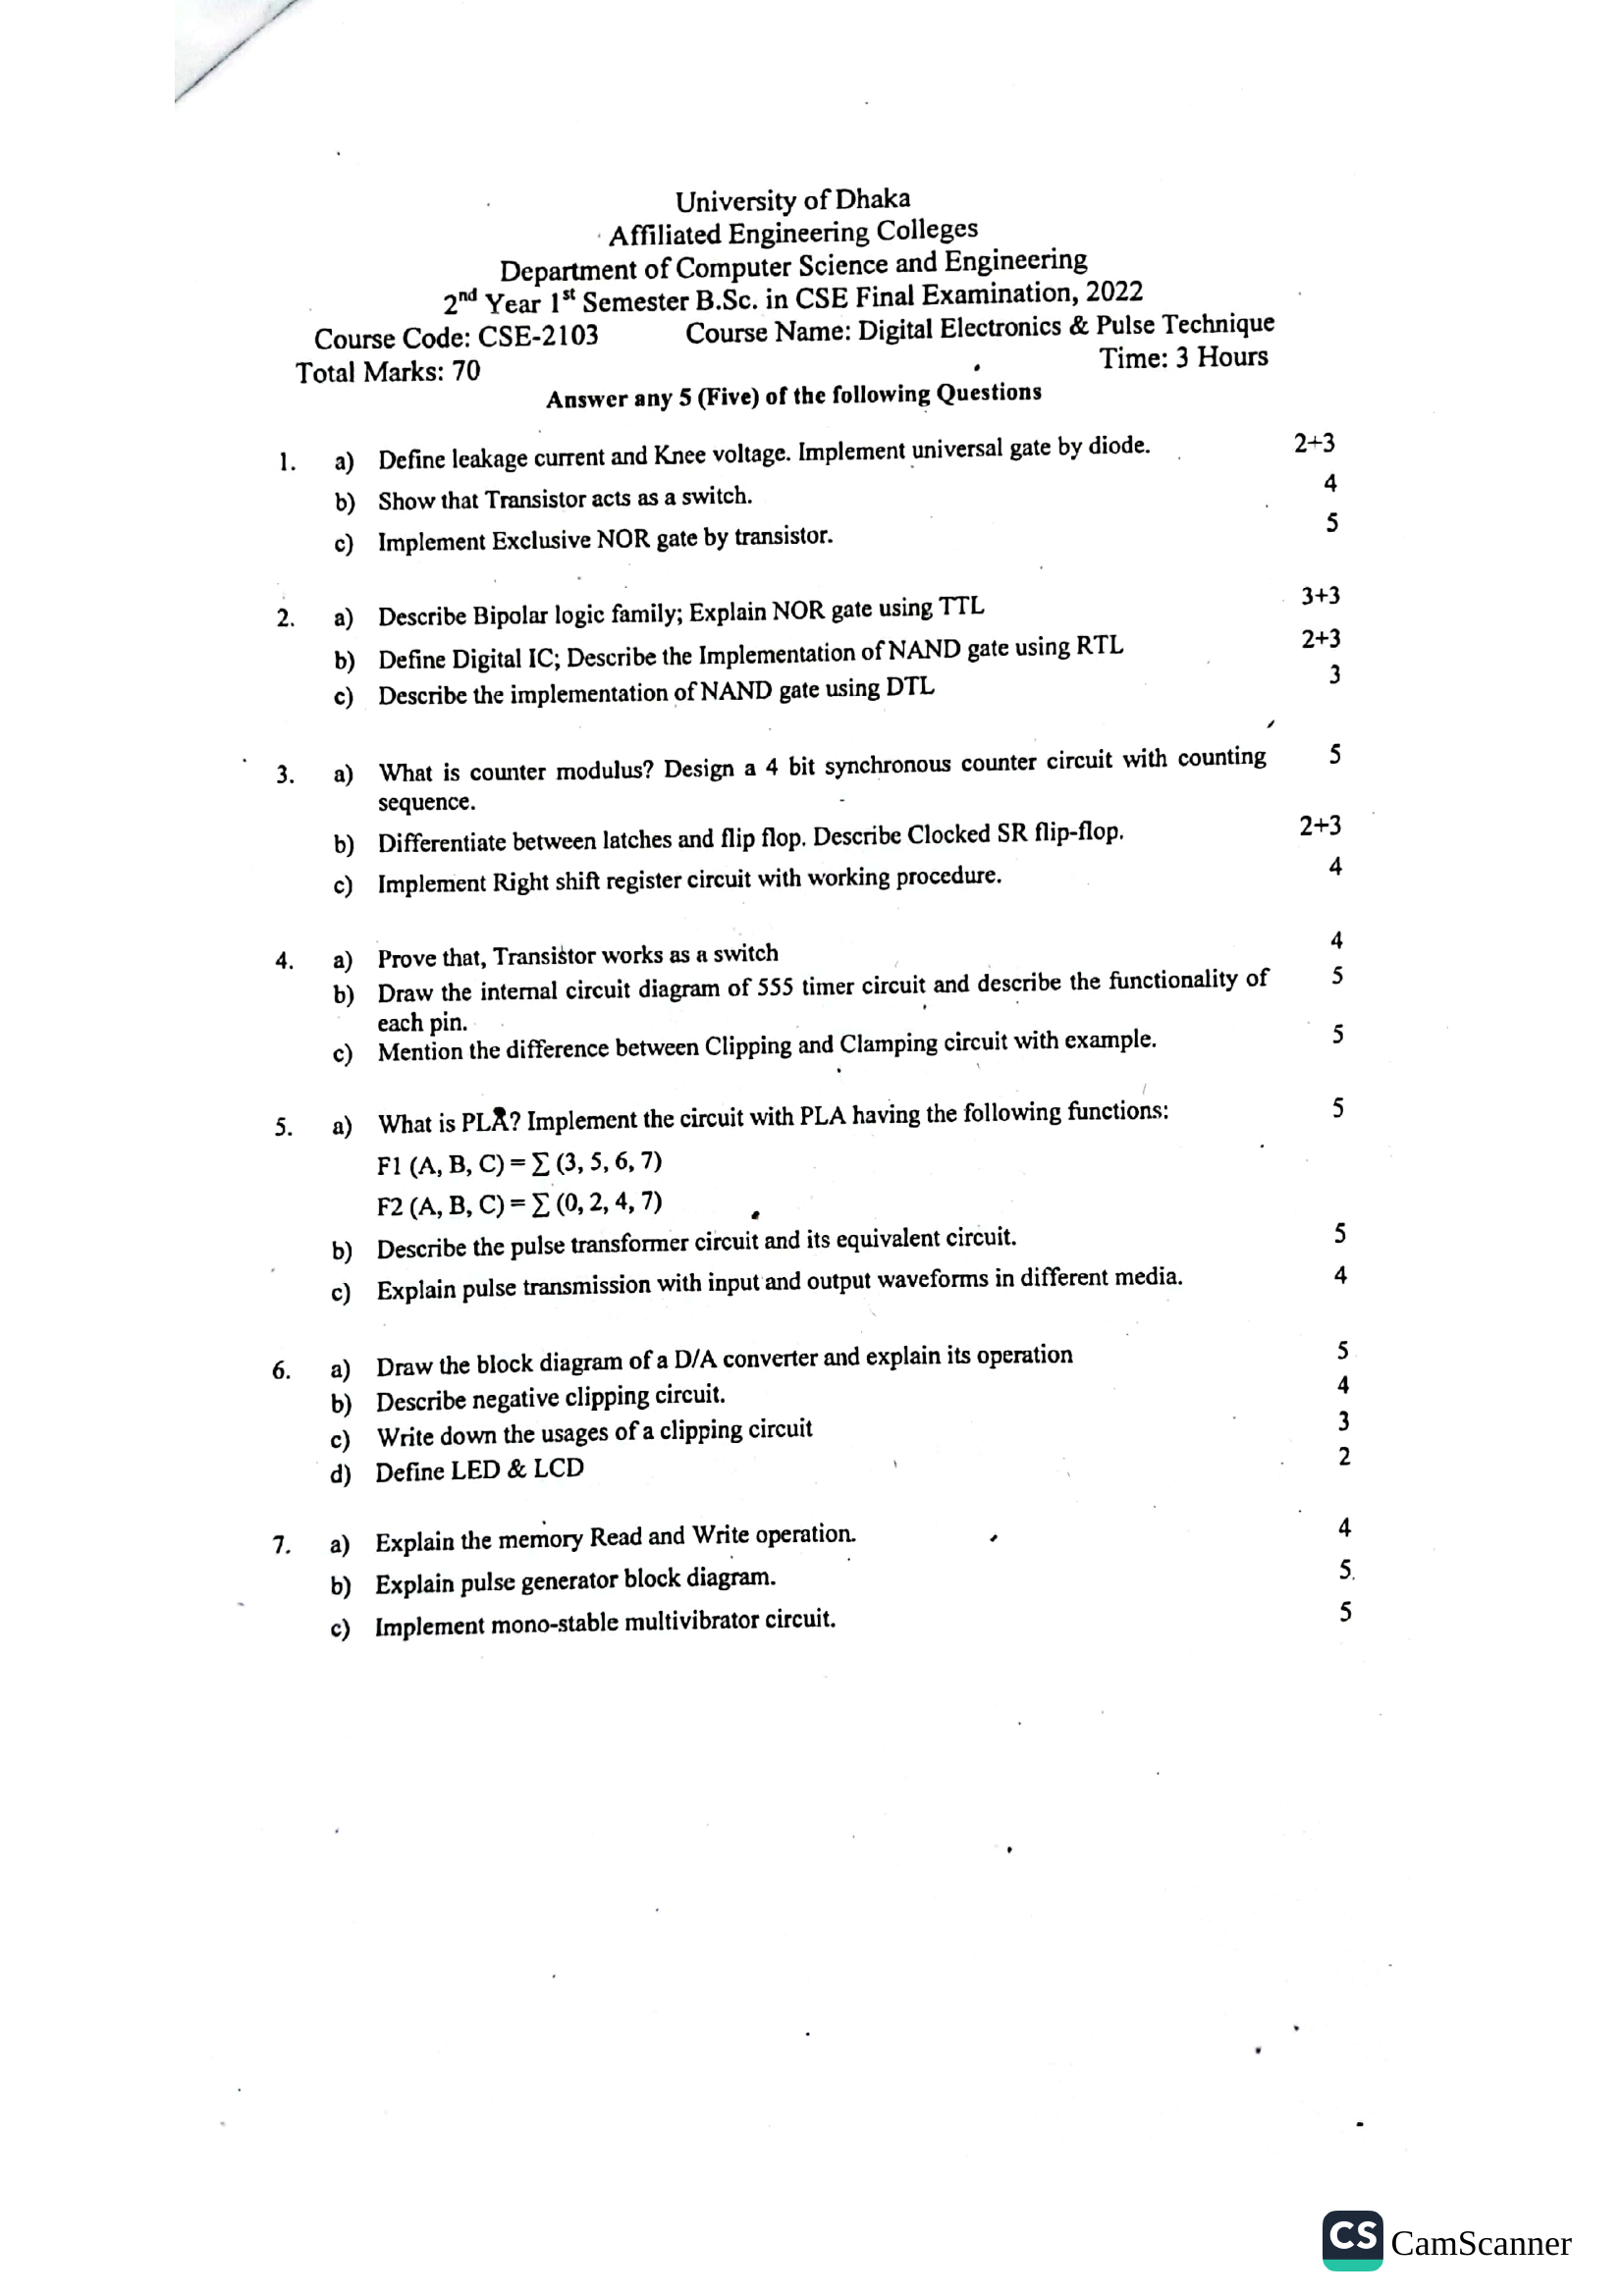 University of Dhaka
Affiliated Engineering Colleges
Department of Computer Science and Engineering
2nd Year 1st Semester B.Sc. in CSE Final Examination, 2022
Course Code: CSE-2103 Course Name: Digital Electronics & Pulse Technique
Total Marks: 70 Time: 3 Hours
Answer any 5 (Five) of the following Questions
1. a) Define leakage current and Knee voltage. Implement universal gate by diode. 2+3
b) Show that Transistor acts as a switch. 4
c) Implement Exclusive NOR gate by transistor. 5
2. a) Describe Bipolar logic family; Explain NOR gate using TTL 3+3
b) Define Digital IC; Describe the Implementation of NAND gate using RTL 2+3
c) Describe the implementation of NAND gate using DTL 3
3. a) What is counter modulus? Design a 4 bit synchronous counter circuit with counting 5
sequence.
b) Differentiate between latches and flip flop. Describe Clocked SR flip-flop. 2+3
c) Implement Right shift register circuit with working procedure. 4
4. a) Prove that, Transistor works as a switch 4
b) Draw the internal circuit diagram of 555 timer circuit and describe the functionality of 5
each pin.
c) Mention the difference between Clipping and Clamping circuit with example. 5
5. a) What is PLA? Implement the circuit with PLA having the following functions: 5
F1 (A, B, C) = ∑ (3, 5, 6, 7)
F2 (A, B, C) = ∑ (0, 2, 4, 7)
b) Describe the pulse transformer circuit and its equivalent circuit. 5
c) Explain pulse transmission with input and output waveforms in different media. 4
6. a) Draw the block diagram of a D/A converter and explain its operation 5
b) Describe negative clipping circuit. 4
c) Write down the usages of a clipping circuit 3
d) Define LED & LCD 2
7. a) Explain the memory Read and Write operation. 4
b) Explain pulse generator block diagram. 5.
c) Implement mono-stable multivibrator circuit. 5
CS CamScanner